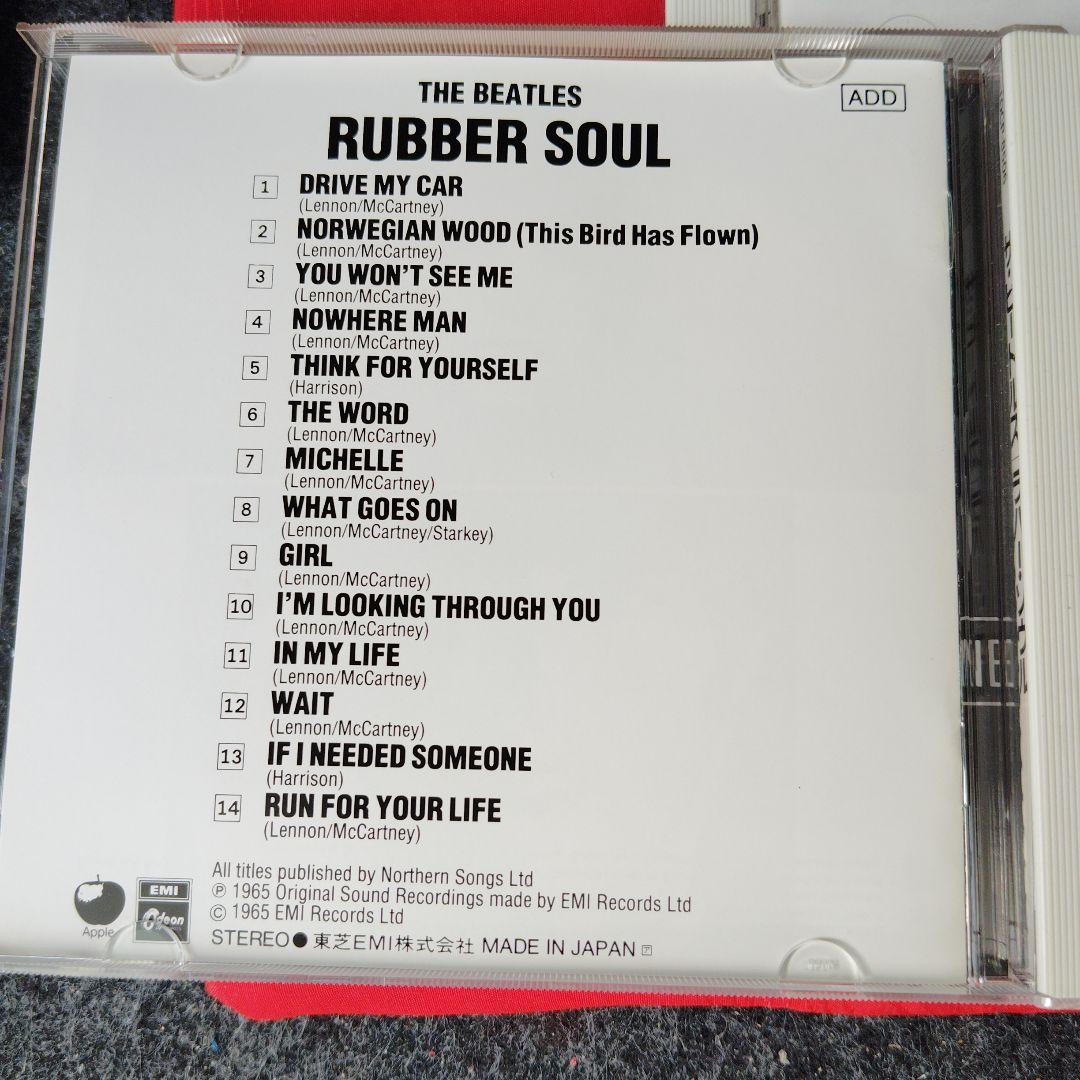 THE BEATLES
ADD
RUBBER SOUL
1 DRIVE MY CAR
(Lennon/McCartney)
2 NORWEGIAN WOOD (This Bird Has Flown)
(Lennon/McCartney)
3 YOU WON'T SEE ME
(Lennon/McCartney)
4 NOWHERE MAN
(Lennon/McCartney)
5 THINK FOR YOURSELF
(Harrison)
6 THE WORD
(Lennon/McCartney)
7 MICHELLE
(Lennon/McCartney)
8 WHAT GOES ON
(Lennon/McCartney/Starkey)
9 GIRL
(Lennon/McCartney)
10 I'M LOOKING THROUGH YOU
(Lennon/McCartney)
11 IN MY LIFE
(Lennon/McCartney)
12 WAIT
(Lennon/McCartney)
13 IF I NEEDED SOMEONE
(Harrison)
14 RUN FOR YOUR LIFE
(Lennon/McCartney)
All titles published by Northern Songs Ltd
℗ 1965 Original Sound Recordings made by EMI Records Ltd
© 1965 EMI Records Ltd
STEREO● 東芝EMI株式会社 MADE IN JAPAN ア
Apple
EMI
Odeon